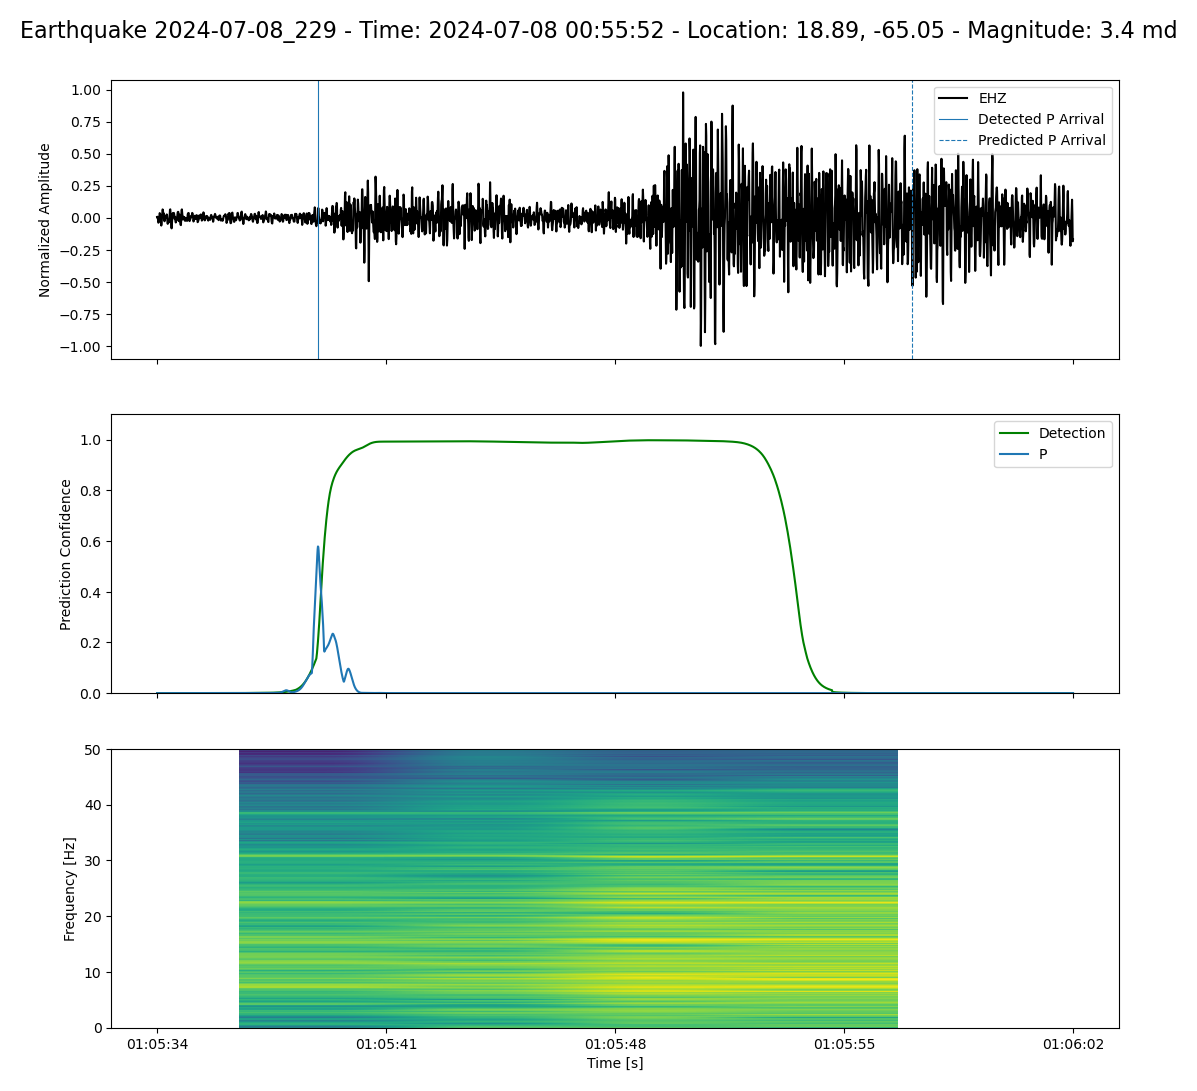 Earthquake 2024-07-08_229 - Time: 2024-07-08 00:55:52 - Location: 18.89, -65.05 - Magnitude: 3.4 md
Normalized Amplitude
1.00
0.75
0.50
0.25
0.00
−0.25
−0.50
−0.75
−1.00
EHZ
Detected P Arrival
Predicted P Arrival
Prediction Confidence
1.0
0.8
0.6
0.4
0.2
0.0
Detection
P
Frequency [Hz]
50
40
30
20
10
0
01:05:34 01:05:41 01:05:48 01:05:55 01:06:02
Time [s]